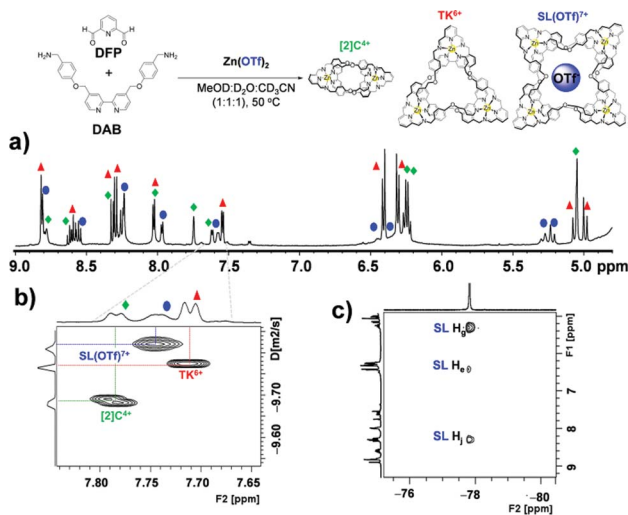 DFP
+
H₂N
NH₂
DAB
Zn(OTf)₂
MeOD:D₂O:CD₃CN
(1:1:1), 50 ºC
[2]C⁴⁺
TK⁶⁺
SL(OTf)⁷⁺
OTf⁻
a)
9.0 8.5 8.0 7.5 7.0 6.5 6.0 5.5 5.0 ppm
b)
D[m2/s]
SL(OTf)⁷⁺
TK⁶⁺
[2]C⁴⁺
−9.70
−9.60
7.80 7.75 7.70 7.65
F2 [ppm]
c)
F1 [ppm]
SL Hg
SL He
7
SL Hj
8
9
−76 −78 −80
F2 [ppm]